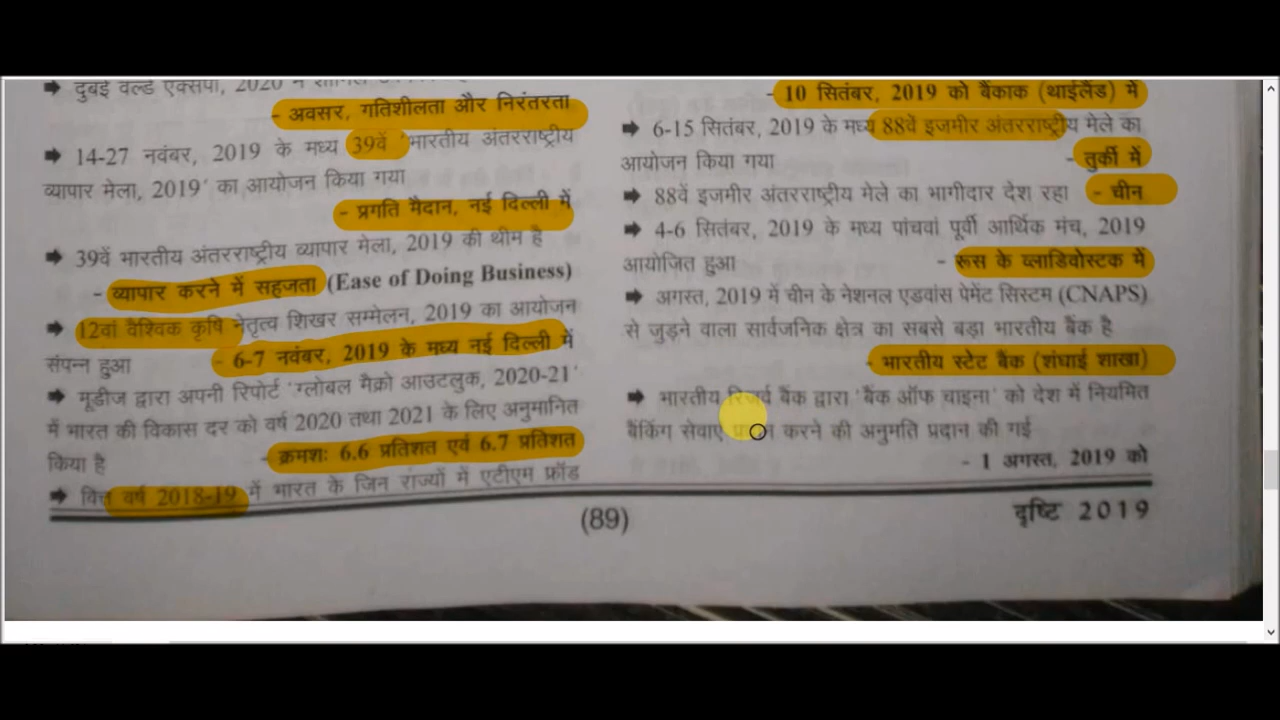 ➡ दुबई वर्ल्ड एक्सपो, 2020 में
- अवसर, गतिशीलता और निरंतरता
➡ 14-27 नवंबर, 2019 के मध्य 39वें 'भारतीय अंतरराष्ट्रीय
व्यापार मेला, 2019' का आयोजन किया गया
- प्रगति मैदान, नई दिल्ली में
➡ 39वें भारतीय अंतरराष्ट्रीय व्यापार मेला, 2019 की थीम है
- व्यापार करने में सहजता (Ease of Doing Business)
➡ 12वां वैश्विक कृषि नेतृत्व शिखर सम्मेलन, 2019 का आयोजन
संपन्न हुआ - 6-7 नवंबर, 2019 के मध्य नई दिल्ली में
➡ मूडीज द्वारा अपनी रिपोर्ट 'ग्लोबल मैक्रो आउटलुक, 2020-21'
में भारत की विकास दर को वर्ष 2020 तथा 2021 के लिए अनुमानित
किया है - क्रमशः 6.6 प्रतिशत एवं 6.7 प्रतिशत
➡ वित्त वर्ष 2018-19 में भारत के जिन राज्यों में एटीएम फ्रॉड
- 10 सितंबर, 2019 को बैंकाक (थाईलैंड) में
➡ 6-15 सितंबर, 2019 के मध्य 88वें इजमीर अंतरराष्ट्रीय मेले का
आयोजन किया गया - तुर्की में
➡ 88वें इजमीर अंतरराष्ट्रीय मेले का भागीदार देश रहा - चीन
➡ 4-6 सितंबर, 2019 के मध्य पांचवां पूर्वी आर्थिक मंच, 2019
आयोजित हुआ - रूस के व्लाडिवोस्टक में
➡ अगस्त, 2019 में चीन के नेशनल एडवांस पेमेंट सिस्टम (CNAPS)
से जुड़ने वाला सार्वजनिक क्षेत्र का सबसे बड़ा भारतीय बैंक है
- भारतीय स्टेट बैंक (शंघाई शाखा)
➡ भारतीय रिजर्व बैंक द्वारा 'बैंक ऑफ चाइना' को देश में नियमित
बैंकिंग सेवाएं करने की अनुमति प्रदान की गई
- 1 अगस्त, 2019 को
(89)
दृष्टि 2019